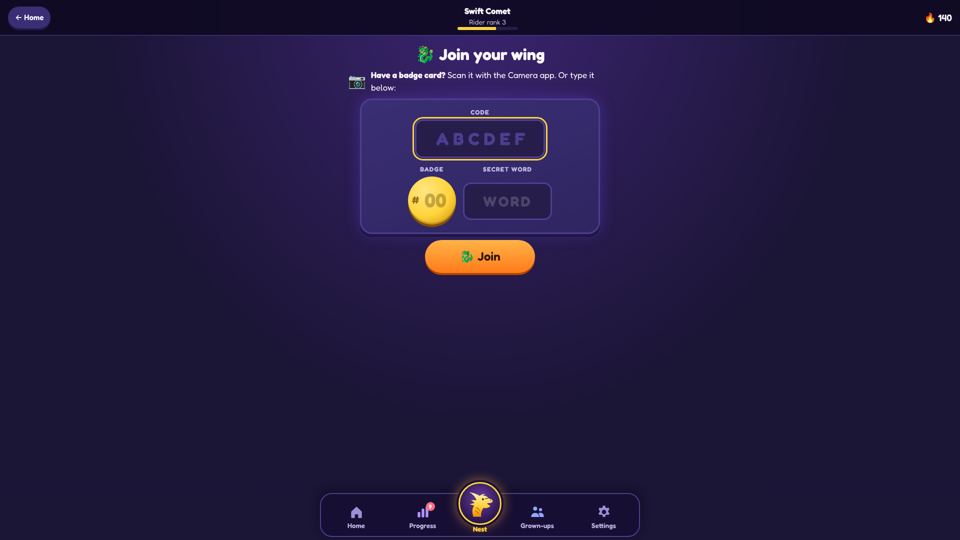 ← Home
Swift Comet
Rider rank 3
140
Join your wing
Have a badge card? Scan it with the Camera app. Or type it
below:
CODE
ABCDEF
BADGE
SECRET WORD
# 00
WORD
Join
Home
Progress
Nest
Grown-ups
Settings